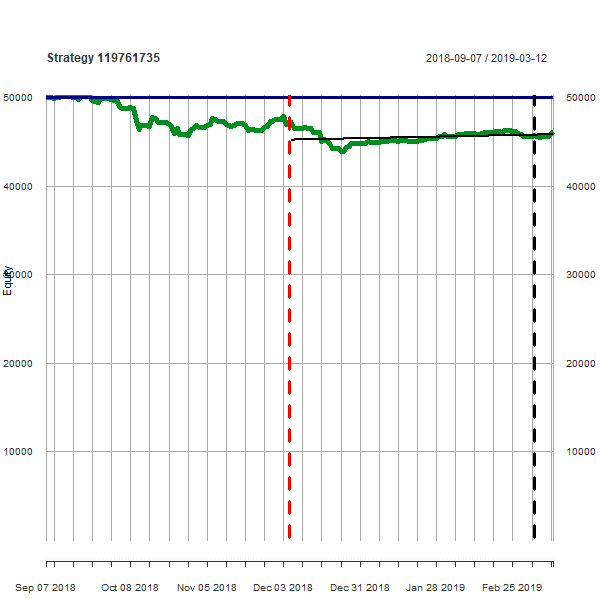 Strategy 119761735 2018-09-07 / 2019-03-12
50000 50000
40000 40000
30000 30000
Equity
20000 20000
10000 10000
Sep 07 2018 Oct 08 2018 Nov 05 2018 Dec 03 2018 Dec 31 2018 Jan 28 2019 Feb 25 2019